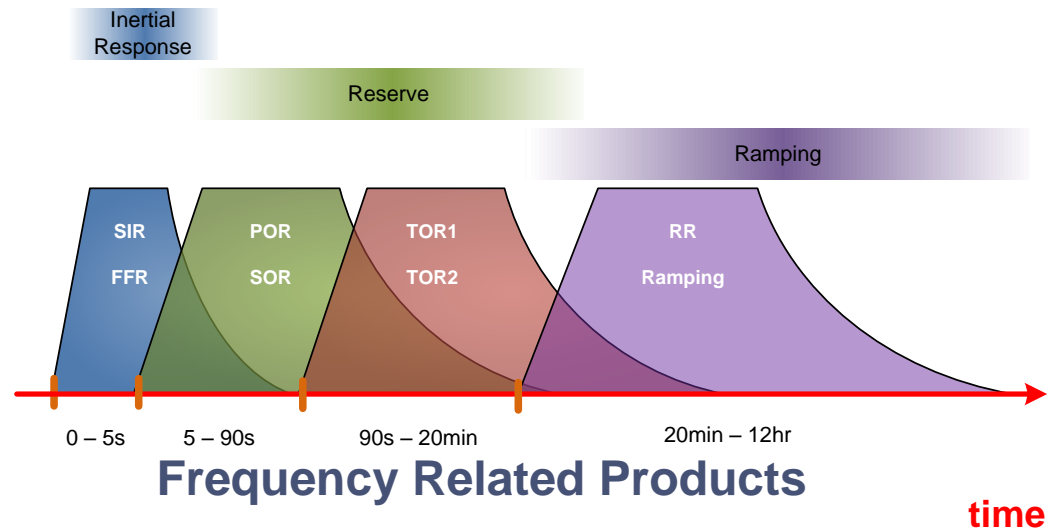 Inertial
Response
Reserve
Ramping
SIR
FFR
POR
SOR
TOR1
TOR2
RR
Ramping
0 – 5s
5 – 90s
90s – 20min
20min – 12hr
Frequency Related Products
time